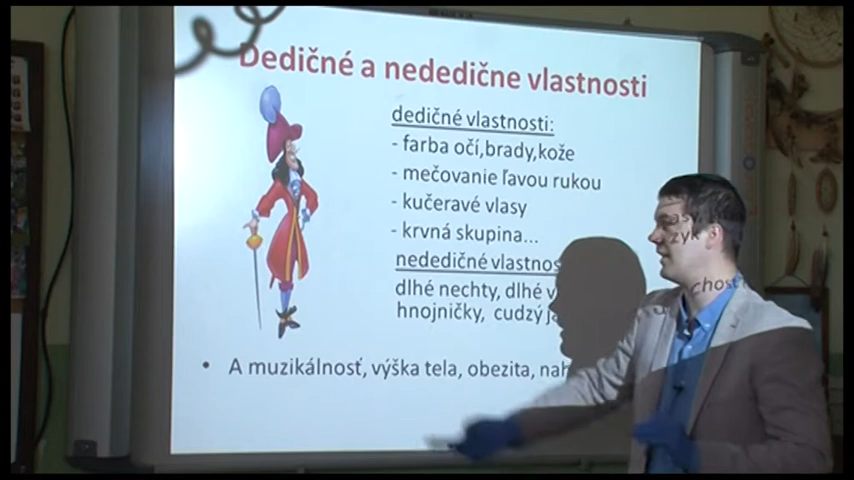 Dedičné a nededične vlastnosti
dedičné vlastnosti:
- farba očí,brady,kože
- mečovanie ľavou rukou
- kučeravé vlasy
- krvná skupina...
nededičné
dlhé nechty, dlhé
hnojničky, cudzý
• A muzikálnosť, výška tela, obezita,